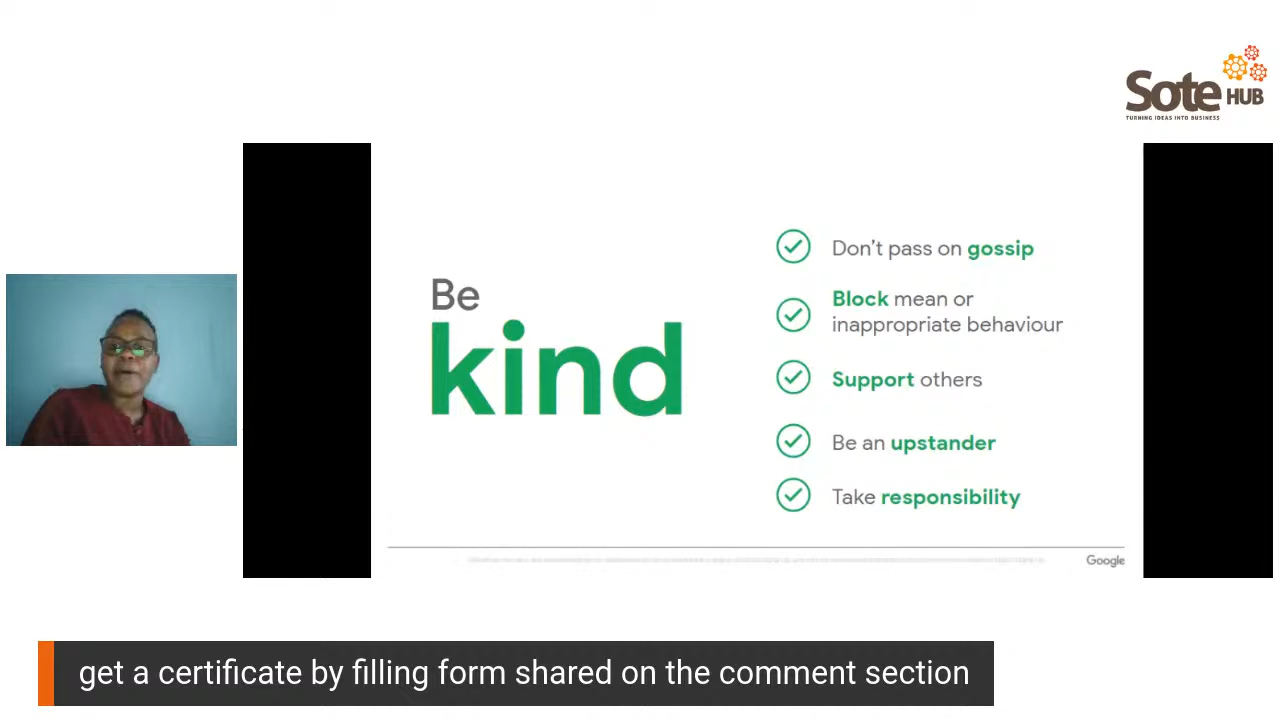 Sote HUB
TURNING IDEAS INTO BUSINESS
Be
kind
Don't pass on gossip
Block mean or
inappropriate behaviour
Support others
Be an upstander
Take responsibility
Google
get a certificate by filling form shared on the comment section